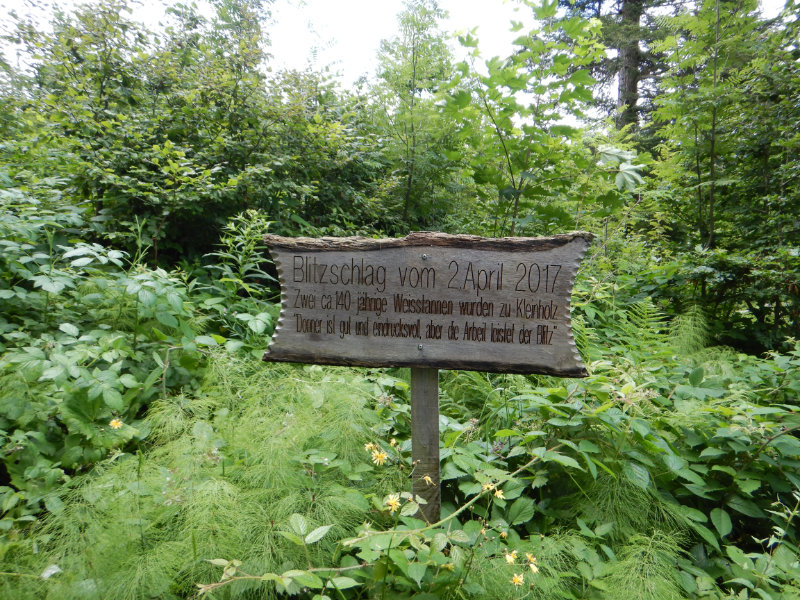 Blitzschlag vom 2.April 2017
Zwei ca.140 jährige Weisstannen wurden zu Kleinholz
"Donner ist gut und eindrucksvoll, aber die Arbeit leistet der Blitz"